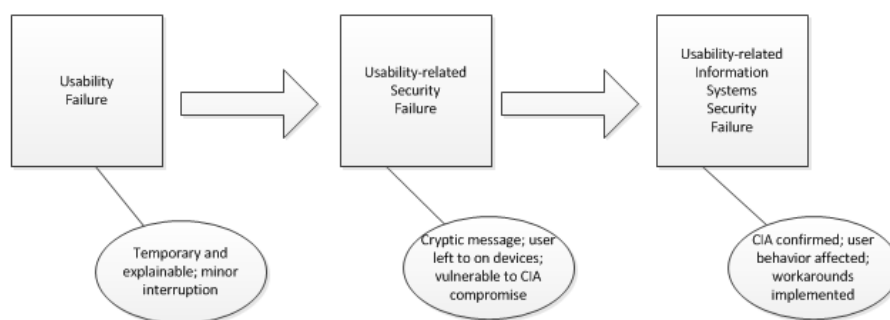 Usability
Failure
Usability-related
Security
Failure
Usability-related
Information
Systems
Security
Failure
Temporary and
explainable; minor
interruption
Cryptic message; user
left to on devices;
vulnerable to CIA
compromise
CIA confirmed; user
behavior affected;
workarounds
implemented